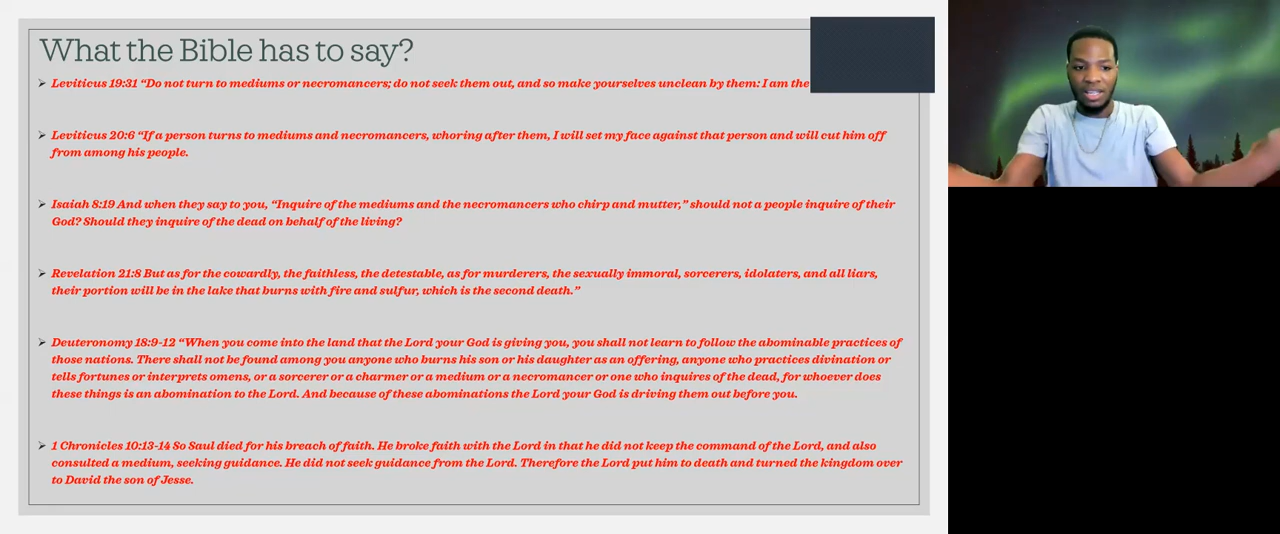 What the Bible has to say?
Leviticus 19:31 “Do not turn to mediums or necromancers; do not seek them out, and so make yourselves unclean by them: I am the
Leviticus 20:6 “If a person turns to mediums and necromancers, whoring after them, I will set my face against that person and will cut him off
from among his people.
Isaiah 8:19 And when they say to you, “Inquire of the mediums and the necromancers who chirp and mutter,” should not a people inquire of their
God? Should they inquire of the dead on behalf of the living?
Revelation 21:8 But as for the cowardly, the faithless, the detestable, as for murderers, the sexually immoral, sorcerers, idolaters, and all liars,
their portion will be in the lake that burns with fire and sulfur, which is the second death.”
Deuteronomy 18:9-12 “When you come into the land that the Lord your God is giving you, you shall not learn to follow the abominable practices of
those nations. There shall not be found among you anyone who burns his son or his daughter as an offering, anyone who practices divination or
tells fortunes or interprets omens, or a sorcerer or a charmer or a medium or a necromancer or one who inquires of the dead, for whoever does
these things is an abomination to the Lord. And because of these abominations the Lord your God is driving them out before you.
1 Chronicles 10:13-14 So Saul died for his breach of faith. He broke faith with the Lord in that he did not keep the command of the Lord, and also
consulted a medium, seeking guidance. He did not seek guidance from the Lord. Therefore the Lord put him to death and turned the kingdom over
to David the son of Jesse.